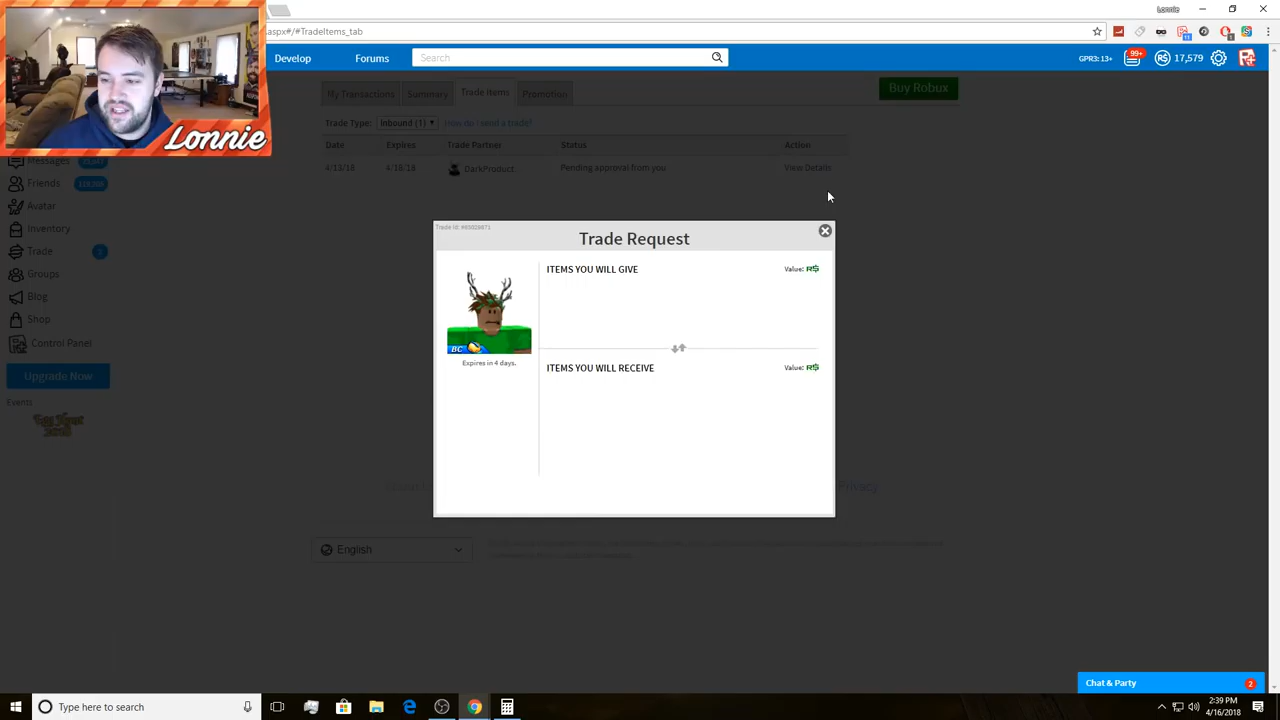 Lonnie
.aspx#/#TradeItems_tab
Develop
Forums
Search
GPR3: 13+
99+
R$ 17,579
Lonnie
My Transactions
Summary
Trade Items
Promotion
Buy Robux
Trade Type:
Inbound (1)
How do I send a trade?
Date
Expires
Trade Partner
Status
Action
4/13/18
4/16/18
DarkProduct.
Pending approval from you
View Details
Messages
Friends
Avatar
Inventory
Trade
Groups
Blog
Shop
Control Panel
Upgrade Now
Events
Trade Request
ITEMS YOU WILL GIVE
Value: R$
BC
Expires in 4 days.
ITEMS YOU WILL RECEIVE
Value: R$
Privacy
English
Chat & Party
2
Type here to search
2:39 PM
4/16/2018